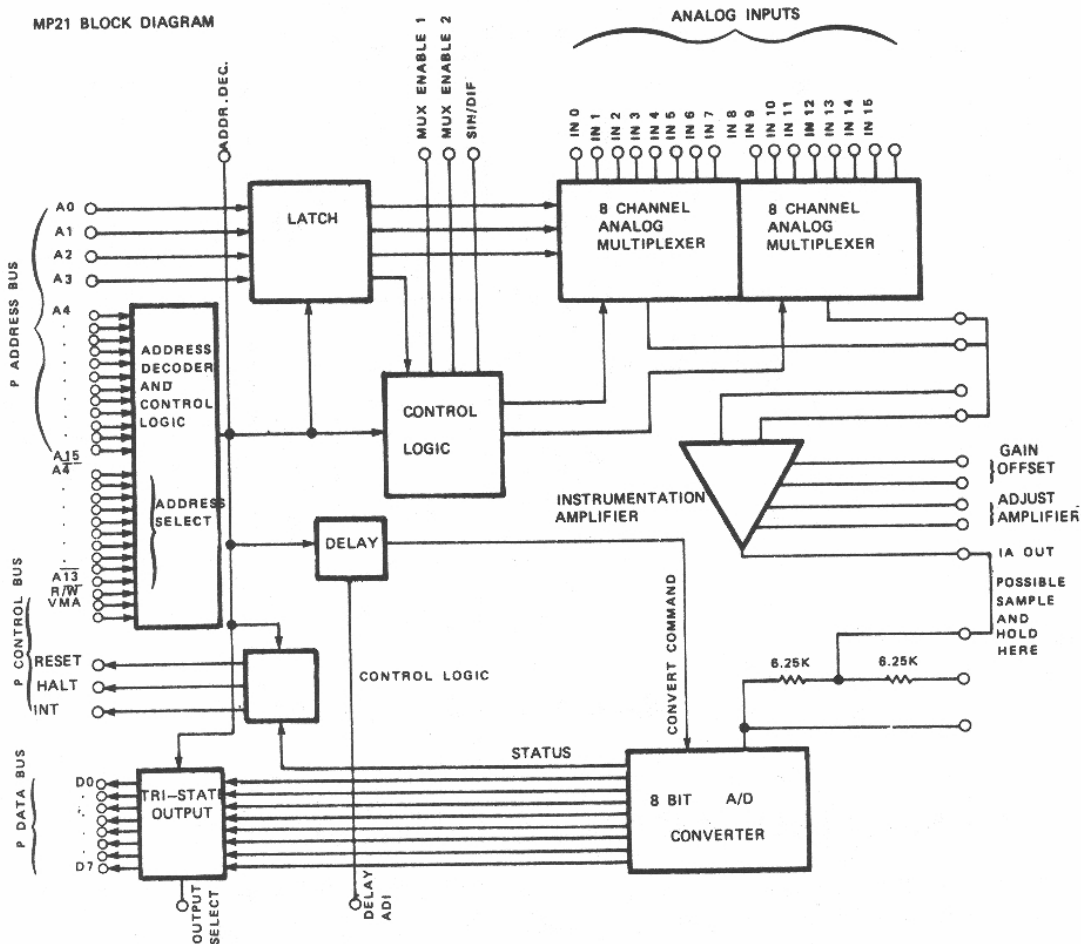 MP21 BLOCK DIAGRAM
ANALOG INPUTS
ADDR.DEC.
MUX ENABLE 1
MUX ENABLE 2
SIH/DIF
IN 0
IN 1
IN 2
IN 3
IN 4
IN 5
IN 6
IN 7
IN 8
IN 9
IN 10
IN 11
IN 12
IN 13
IN 14
IN 15
P ADDRESS BUS
A0
A1
A2
A3
A4
A15
LATCH
8 CHANNEL
ANALOG
MULTIPLEXER
8 CHANNEL
ANALOG
MULTIPLEXER
ADDRESS
DECODER
AND
CONTROL
LOGIC
A4
ADDRESS
SELECT
A13
R/W
VMA
CONTROL
LOGIC
INSTRUMENTATION
AMPLIFIER
GAIN
OFFSET
ADJUST
AMPLIFIER
IA OUT
POSSIBLE
SAMPLE
AND
HOLD
HERE
DELAY
P CONTROL BUS
RESET
HALT
INT
CONTROL LOGIC
CONVERT COMMAND
6.25K
6.25K
STATUS
P DATA BUS
D0
D7
TRI-STATE
OUTPUT
8 BIT A/D
CONVERTER
OUTPUT
SELECT
DELAY
ADI